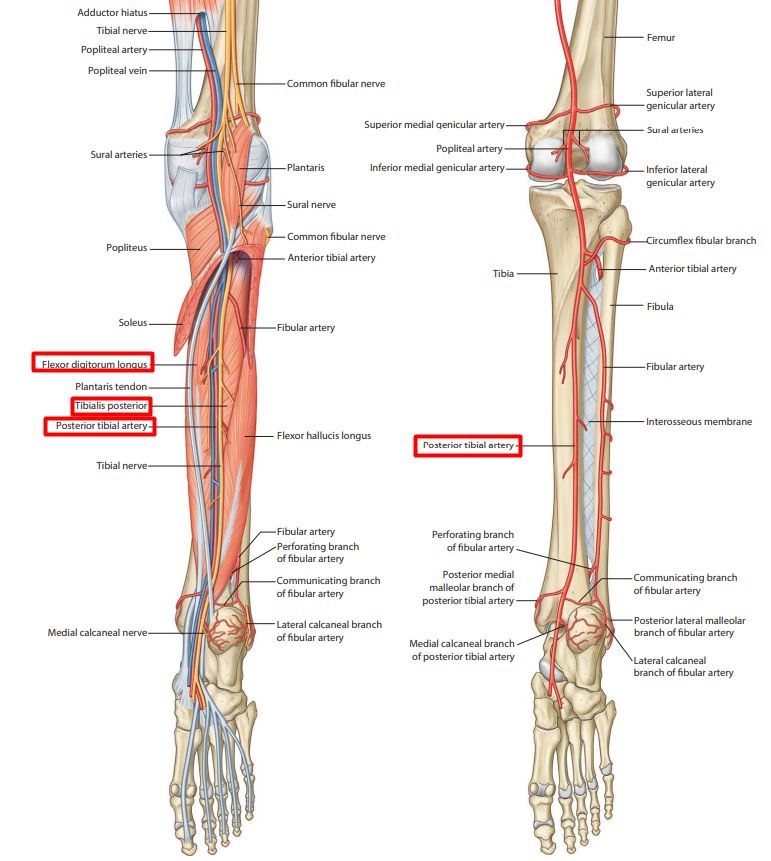 Adductor hiatus
Tibial nerve
Popliteal artery
Popliteal vein
Common fibular nerve
Sural arteries
Plantaris
Sural nerve
Popliteus
Common fibular nerve
Anterior tibial artery
Soleus
Fibular artery
Flexor digitorum longus
Plantaris tendon
Tibialis posterior
Posterior tibial artery
Flexor hallucis longus
Tibial nerve
Fibular artery
Perforating branch
of fibular artery
Communicating branch
of fibular artery
Medial calcaneal nerve
Lateral calcaneal branch
of fibular artery
Femur
Superior lateral
genicular artery
Superior medial genicular artery
Sural arteries
Popliteal artery
Inferior medial genicular artery
Inferior lateral
genicular artery
Circumflex fibular branch
Tibia
Anterior tibial artery
Fibula
Fibular artery
Interosseous membrane
Posterior tibial artery
Perforating branch
of fibular artery
Posterior medial
malleolar branch of
posterior tibial artery
Communicating branch
of fibular artery
Posterior lateral malleolar
branch of fibular artery
Medial calcaneal branch
of posterior tibial artery
Lateral calcaneal
branch of fibular artery